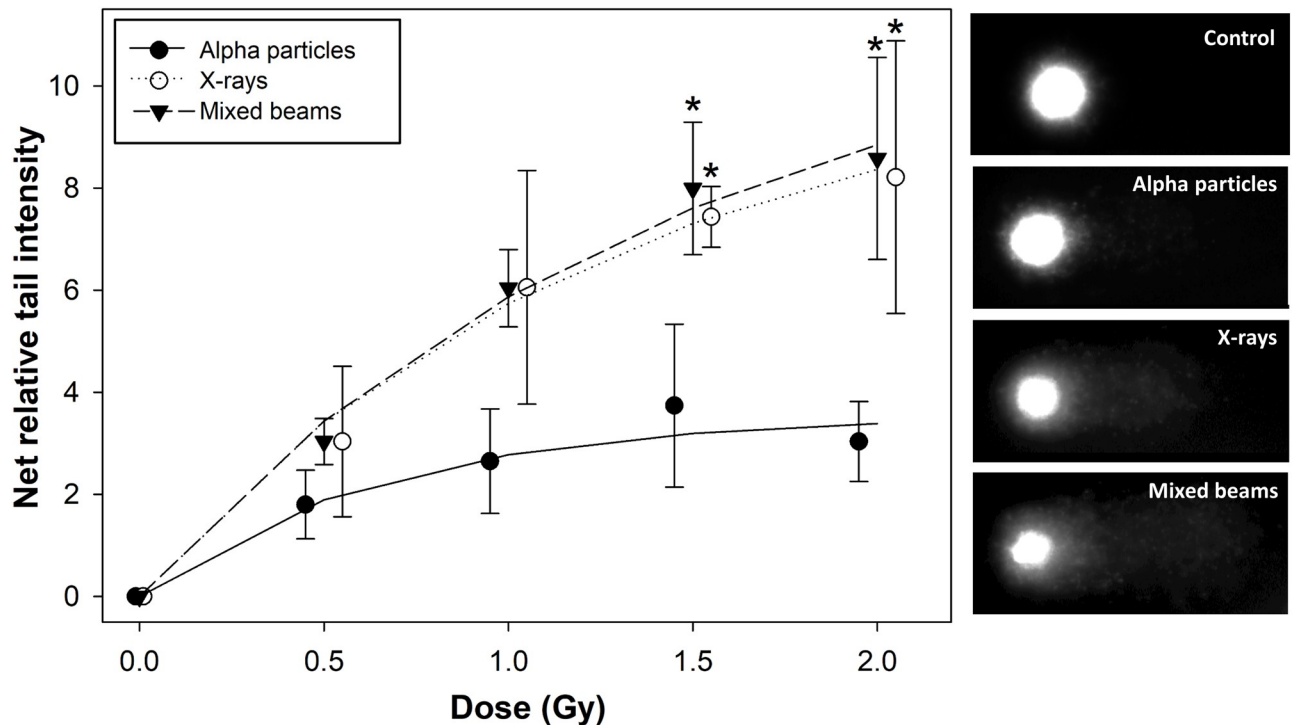 Alpha particles
X-rays
Mixed beams
*
*
*
*
10
8
6
4
2
0
Net relative tail intensity
0.0 0.5 1.0 1.5 2.0
Dose (Gy)
Control
Alpha particles
X-rays
Mixed beams